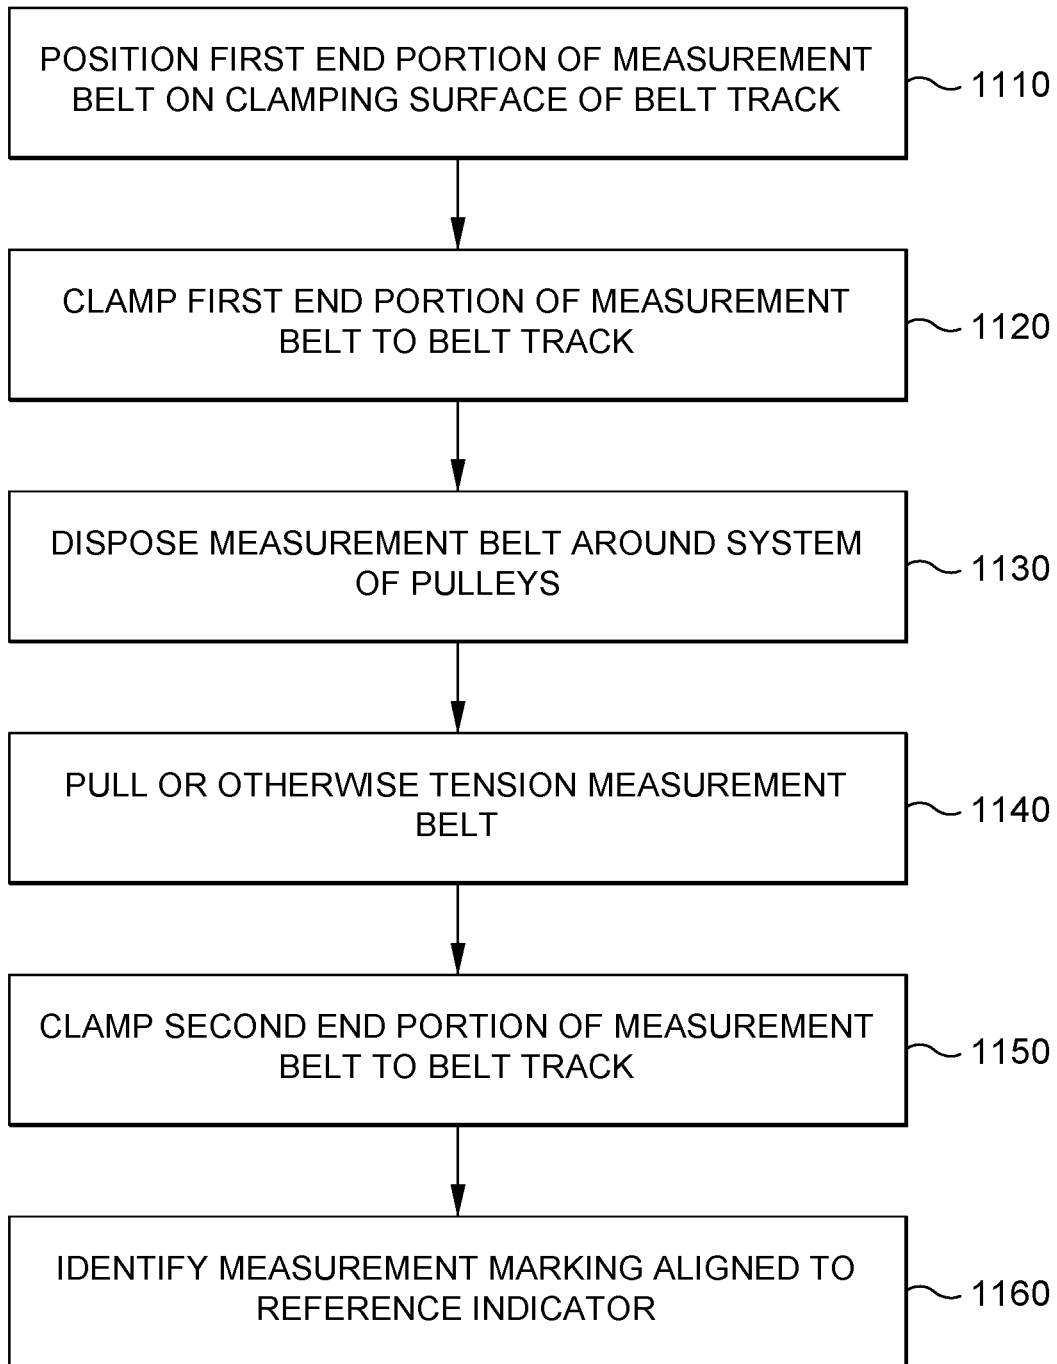 POSITION FIRST END PORTION OF MEASUREMENT
BELT ON CLAMPING SURFACE OF BELT TRACK
1110
CLAMP FIRST END PORTION OF MEASUREMENT
BELT TO BELT TRACK
1120
DISPOSE MEASUREMENT BELT AROUND SYSTEM
OF PULLEYS
1130
PULL OR OTHERWISE TENSION MEASUREMENT
BELT
1140
CLAMP SECOND END PORTION OF MEASUREMENT
BELT TO BELT TRACK
1150
IDENTIFY MEASUREMENT MARKING ALIGNED TO
REFERENCE INDICATOR
1160